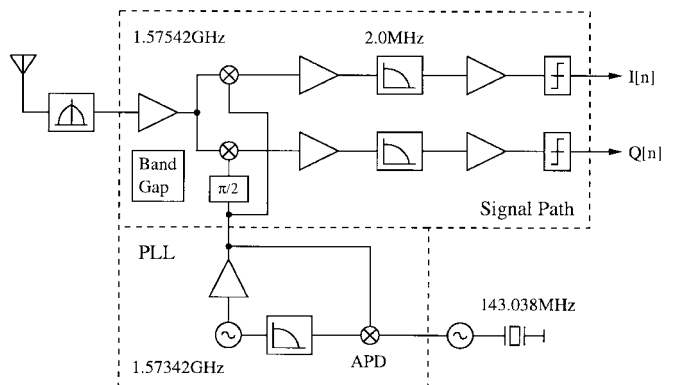 1.57542GHz
2.0MHz
I[n]
Band
Gap
Q[n]
π/2
Signal Path
PLL
143.038MHz
APD
1.57342GHz